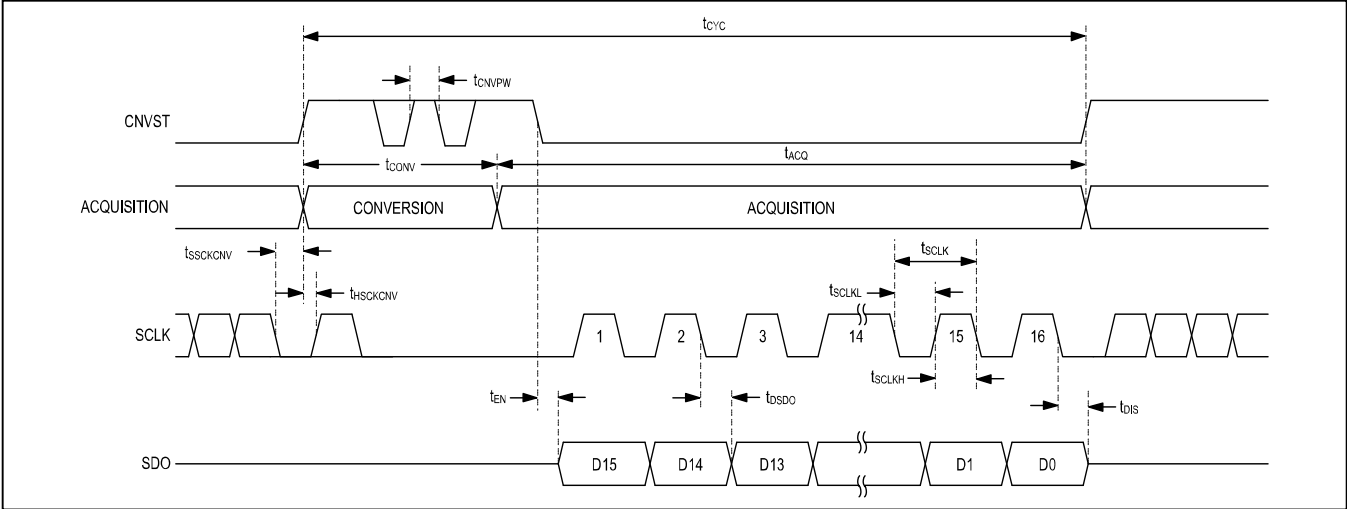 tCYC
tCNVPW
CNVST
tCONV
tACQ
ACQUISITION
CONVERSION
ACQUISITION
tSSCKCNV
tSCLK
tHSCKCNV
tSCLKL
SCLK
1
2
3
14
15
16
tSCLKH
tEN
tDSDO
tDIS
SDO
D15
D14
D13
D1
D0